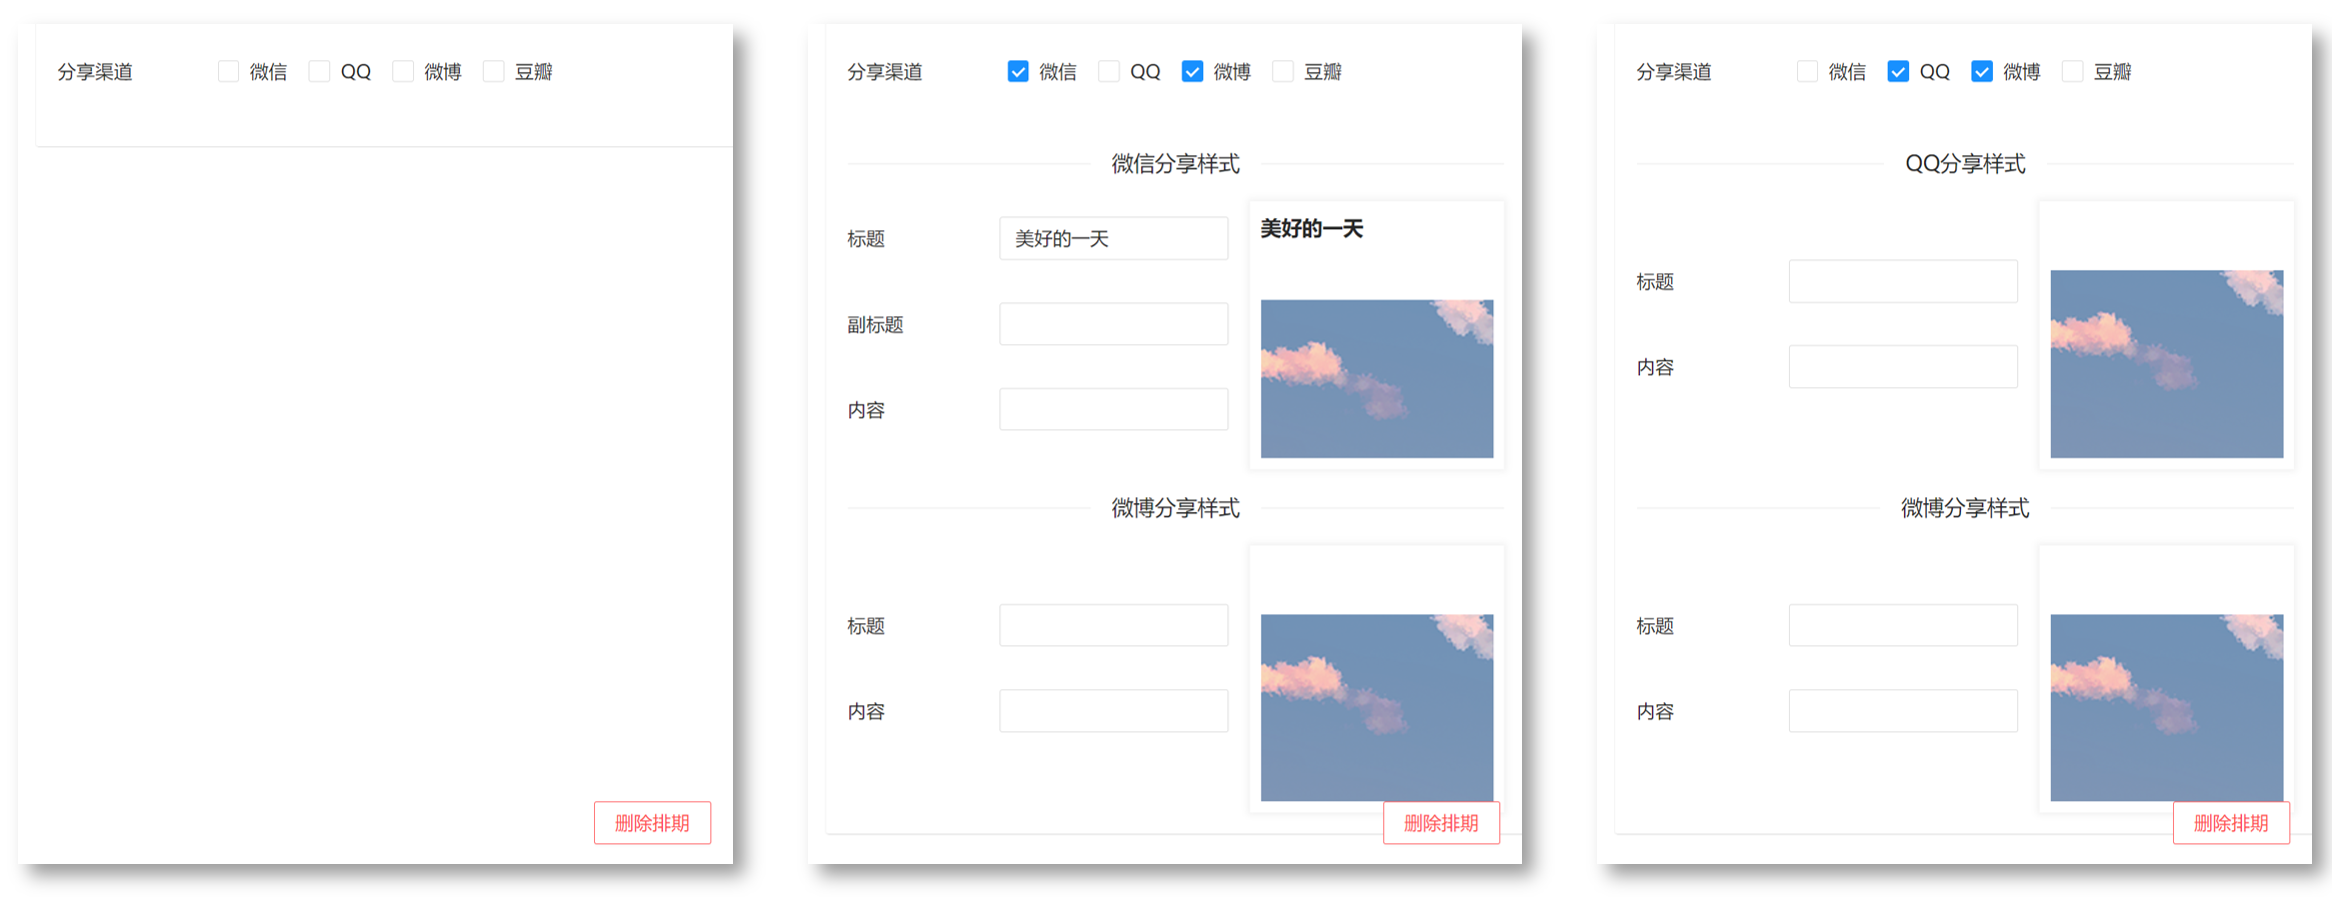 分享渠道 微信 QQ 微博 豆瓣
删除排期
分享渠道 微信 QQ 微博 豆瓣
微信分享样式
标题 美好的一天
美好的一天
副标题
内容
微博分享样式
标题
内容
删除排期
分享渠道 微信 QQ 微博 豆瓣
QQ分享样式
标题
内容
微博分享样式
标题
内容
删除排期